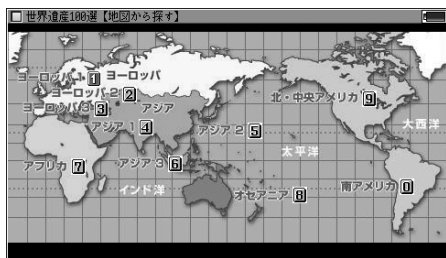 世界遺産100選【地図から探す】
ヨーロッパ 1 1 ヨーロッパ
ヨーロッパ 2 2
ヨーロッパ 3 3 アジア
北・中央アメリカ 9
アジア 1 4 アジア 2 5
大西洋
太平洋
アフリカ 7 アジア 3 6
インド洋 オセアニア 8 南アメリカ 0